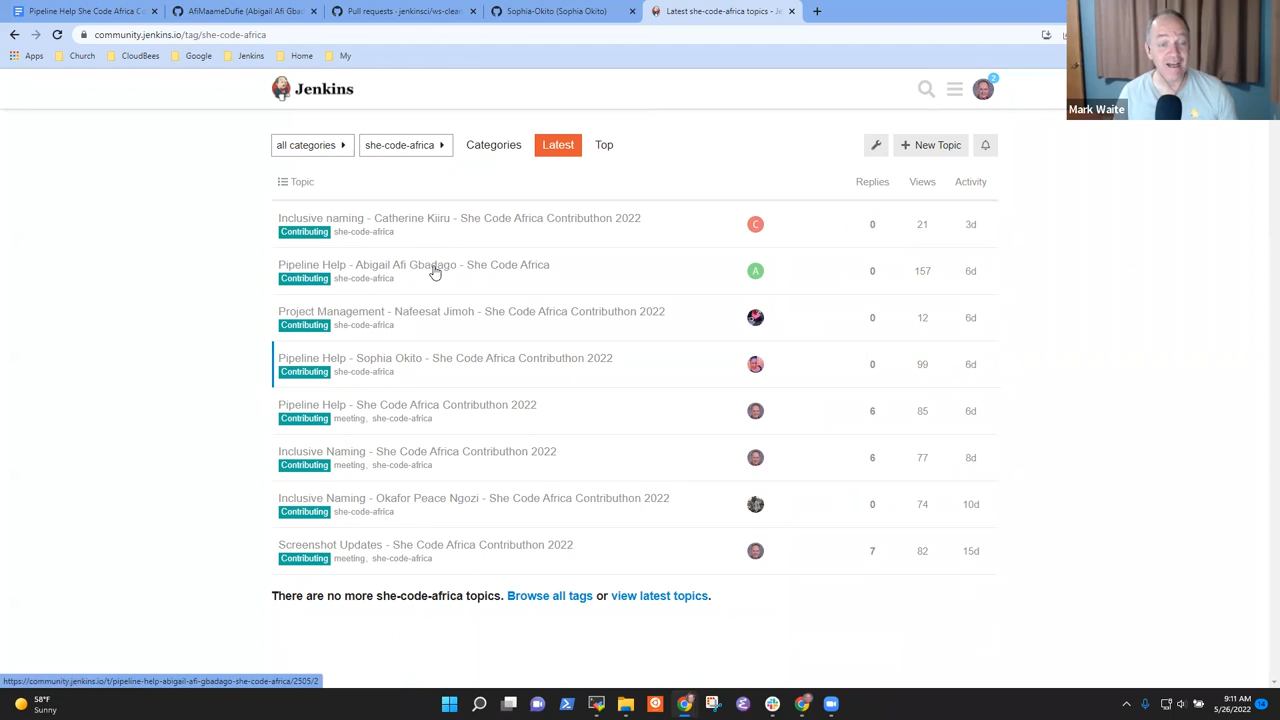 Pipeline Help She Code Africa Co
AfiMaameDufie (Abigail Afi Gbad
Pull requests - jenkinsci/ws-clean
Sophia-Okito (Sophia Okito)
Latest she-code-africa topics - Je
community.jenkins.io/tag/she-code-africa
Apps
Church
CloudBees
Google
Jenkins
Home
My
Mark Waite
Jenkins
2
all categories
she-code-africa
Categories
Latest
Top
+ New Topic
Topic
Replies
Views
Activity
Inclusive naming - Catherine Kiiru - She Code Africa Contributhon 2022
Contributing she-code-africa
C
0
21
3d
Pipeline Help - Abigail Afi Gbadago - She Code Africa
Contributing she-code-africa
A
0
157
6d
Project Management - Nafeesat Jimoh - She Code Africa Contributhon 2022
Contributing she-code-africa
0
12
6d
Pipeline Help - Sophia Okito - She Code Africa Contributhon 2022
Contributing she-code-africa
0
99
6d
Pipeline Help - She Code Africa Contributhon 2022
Contributing meeting, she-code-africa
6
85
6d
Inclusive Naming - She Code Africa Contributhon 2022
Contributing meeting, she-code-africa
6
77
8d
Inclusive Naming - Okafor Peace Ngozi - She Code Africa Contributhon 2022
Contributing she-code-africa
0
74
10d
Screenshot Updates - She Code Africa Contributhon 2022
Contributing meeting, she-code-africa
7
82
15d
There are no more she-code-africa topics. Browse all tags or view latest topics.
https://community.jenkins.io/t/pipeline-help-abigail-afi-gbadago-she-code-africa/2505/2
58°F
Sunny
9:11 AM
5/26/2022
14